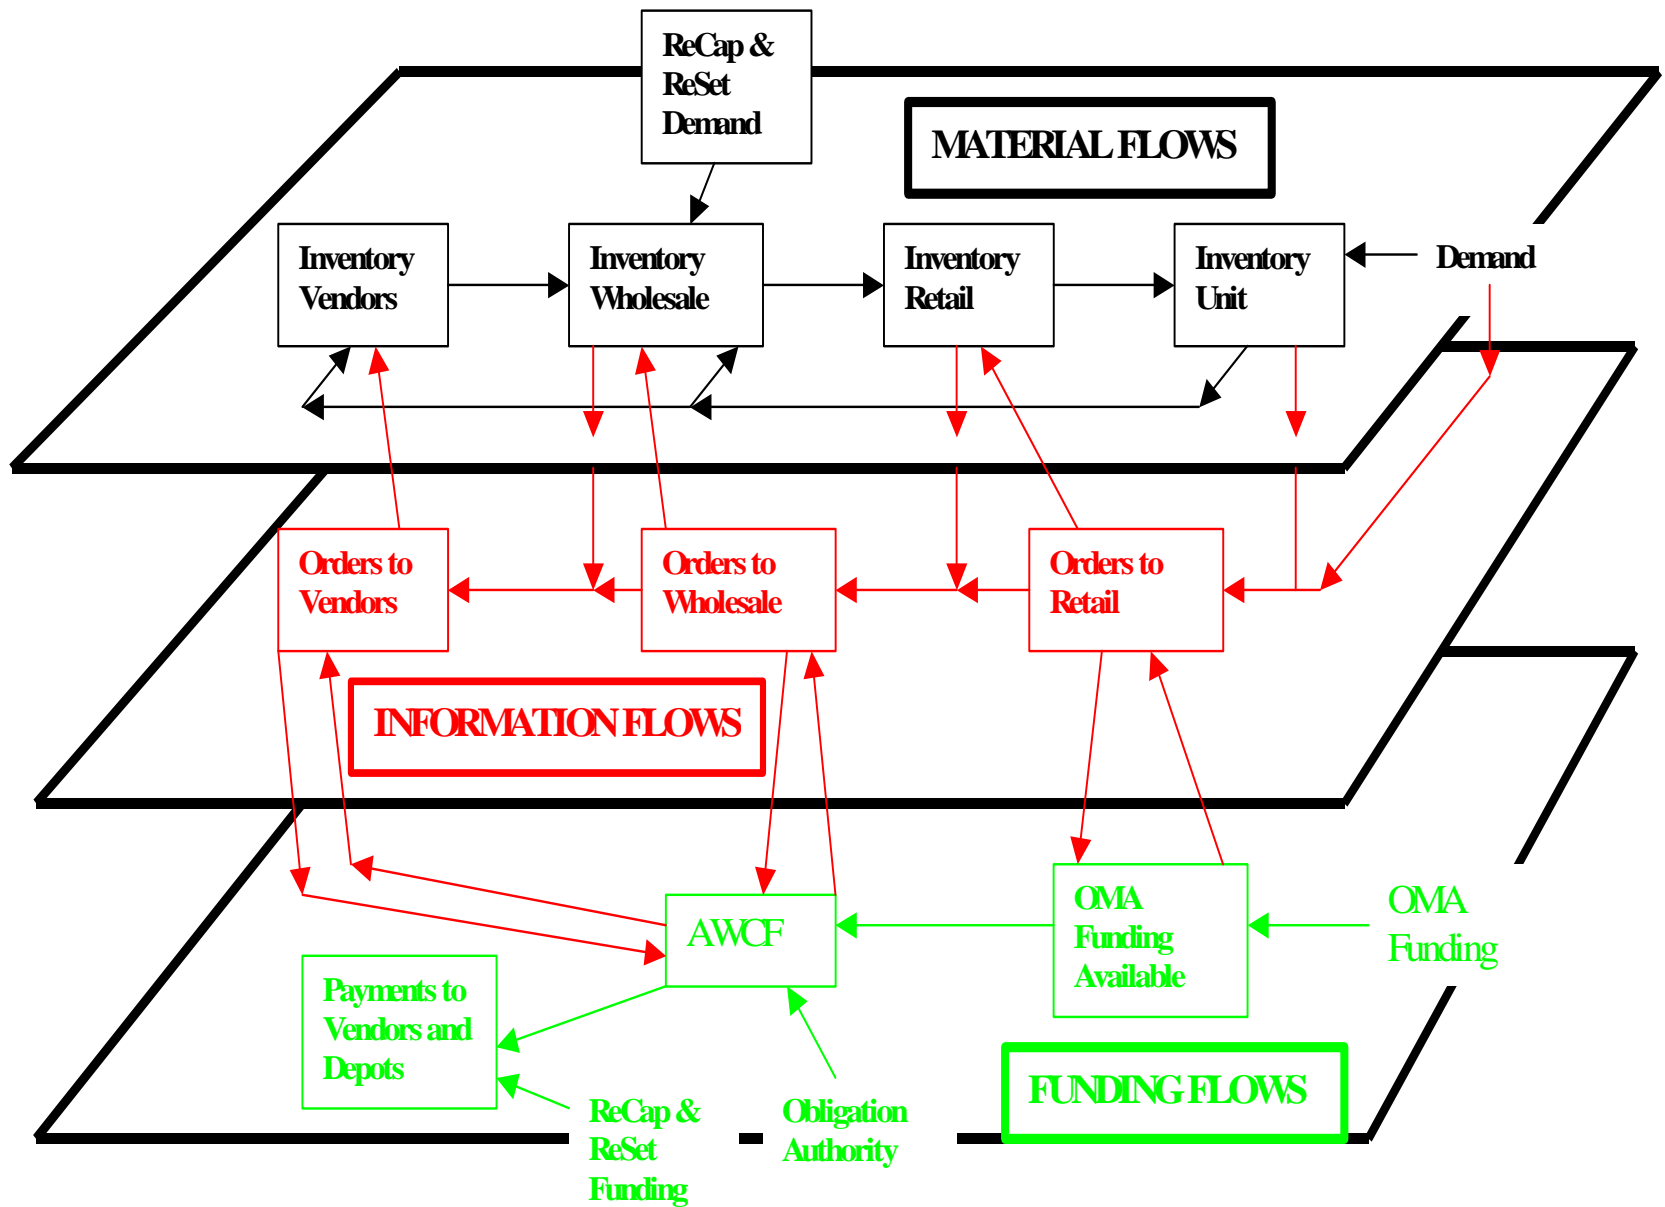 ReCap &
ReSet
Demand
MATERIAL FLOWS
Inventory
Vendors
Inventory
Wholesale
Inventory
Retail
Inventory
Unit
Demand
Orders to
Vendors
Orders to
Wholesale
Orders to
Retail
INFORMATION FLOWS
AWCF
OMA
Funding
Available
OMA
Funding
Payments to
Vendors and
Depots
FUNDING FLOWS
ReCap &
ReSet
Funding
Obligation
Authority